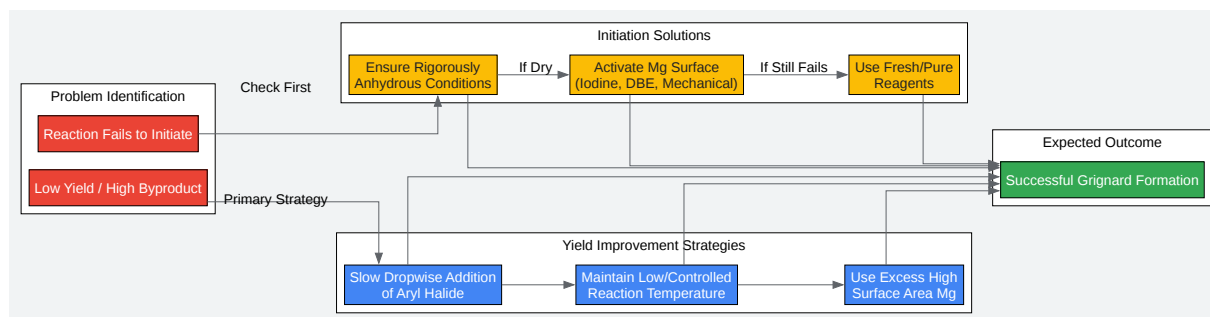 Initiation Solutions
Ensure Rigorously
Anhydrous Conditions
If Dry
Activate Mg Surface
(Iodine, DBE, Mechanical)
If Still Fails
Use Fresh/Pure
Reagents
Check First
Problem Identification
Reaction Fails to Initiate
Low Yield / High Byproduct
Primary Strategy
Expected Outcome
Successful Grignard Formation
Yield Improvement Strategies
Slow Dropwise Addition
of Aryl Halide
Maintain Low/Controlled
Reaction Temperature
Use Excess High
Surface Area Mg